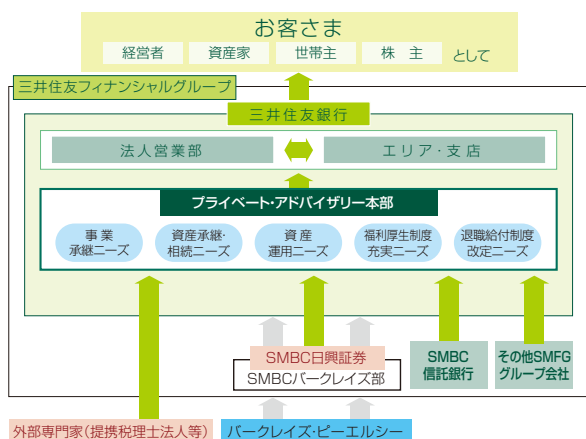 お客さま
経営者 資産家 世帯主 株主 として
三井住友フィナンシャルグループ
三井住友銀行
法人営業部 エリア・支店
プライベート・アドバイザリー本部
事業
承継ニーズ
資産承継・
相続ニーズ
資産
運用ニーズ
福利厚生制度
充実ニーズ
退職給付制度
改定ニーズ
SMBC日興証券
SMBCバークレイズ部
SMBC
信託銀行
その他SMFG
グループ会社
外部専門家(提携税理士法人等)
バークレイズ・ピーエルシー